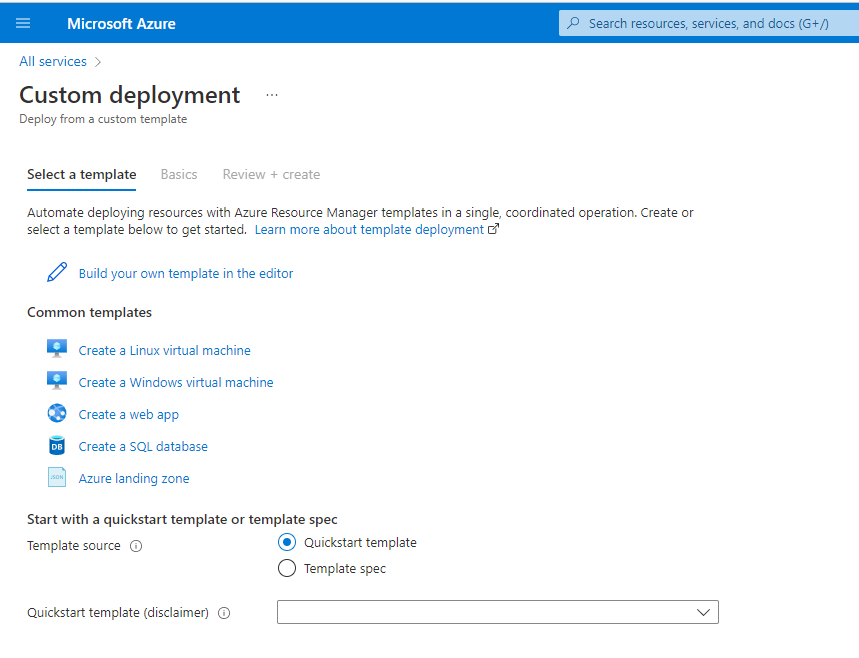 Microsoft Azure
Search resources, services, and docs (G+/)
All services
Custom deployment ...
Deploy from a custom template
Select a template Basics Review + create
Automate deploying resources with Azure Resource Manager templates in a single, coordinated operation. Create or
select a template below to get started. Learn more about template deployment
Build your own template in the editor
Common templates
Create a Linux virtual machine
Create a Windows virtual machine
Create a web app
DB Create a SQL database
JSON Azure landing zone
Start with a quickstart template or template spec
Template source Quickstart template
Template spec
Quickstart template (disclaimer)